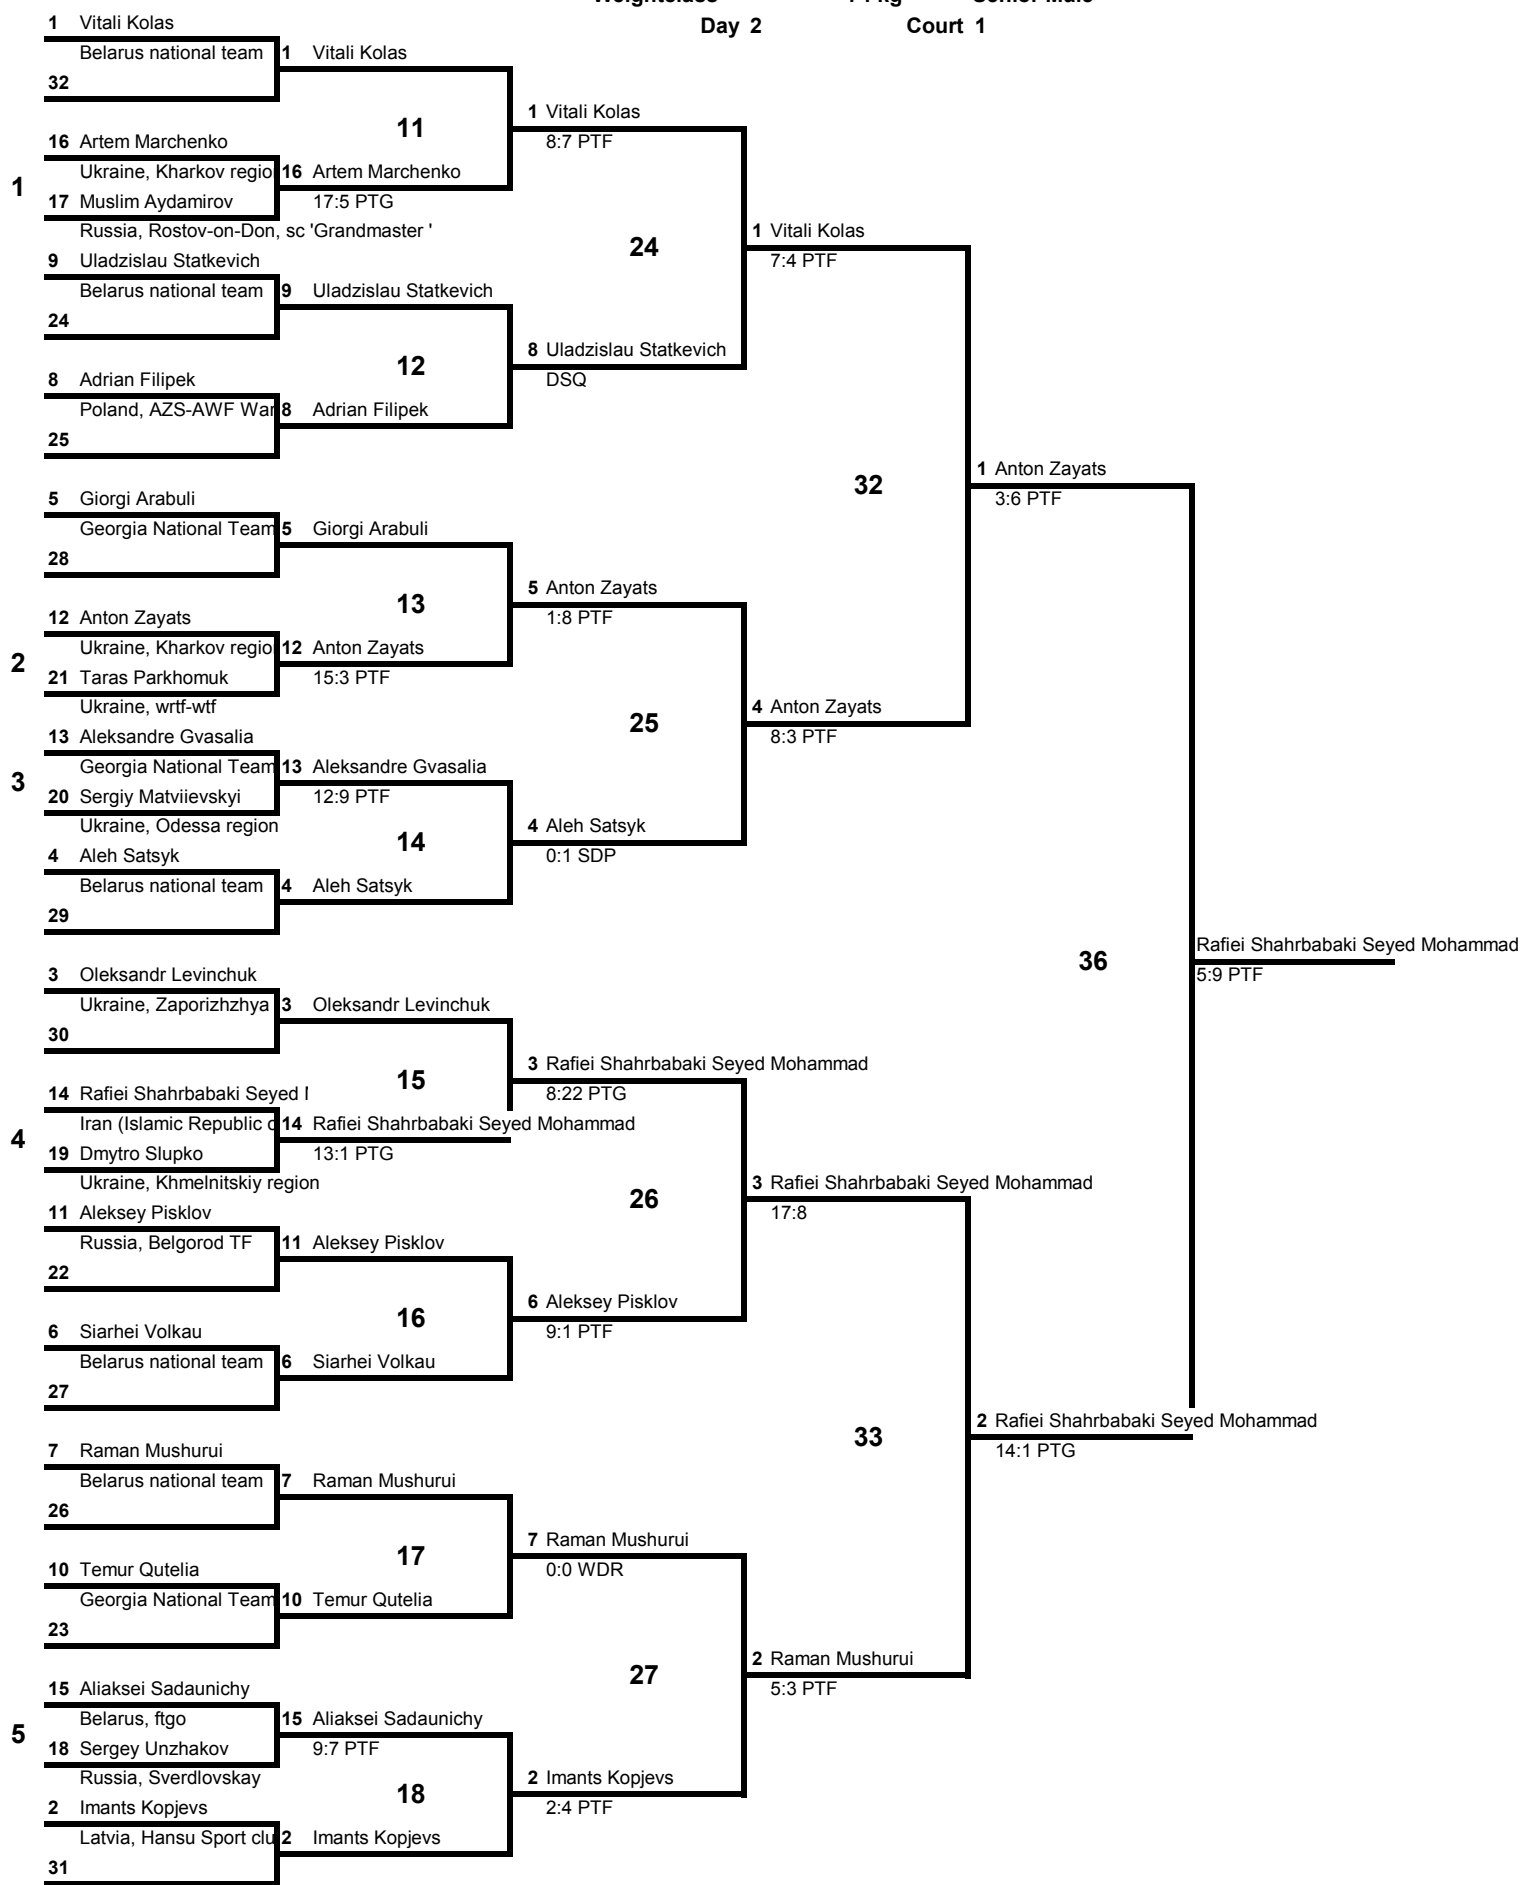 Day 2 Court 1
1 Vitali Kolas
Belarus national team
32
16 Artem Marchenko
Ukraine, Kharkov regio
1
17 Muslim Aydamirov
Russia, Rostov-on-Don, sc 'Grandmaster '
9 Uladzislau Statkevich
Belarus national team
24
8 Adrian Filipek
Poland, AZS-AWF War
25
5 Giorgi Arabuli
Georgia National Team
28
12 Anton Zayats
Ukraine, Kharkov regio
2
21 Taras Parkhomuk
Ukraine, wrtf-wtf
13 Aleksandre Gvasalia
Georgia National Team
3
20 Sergiy Matviievskyi
Ukraine, Odessa region
4 Aleh Satsyk
Belarus national team
29
3 Oleksandr Levinchuk
Ukraine, Zaporizhzhya
30
14 Rafiei Shahrbabaki Seyed
Iran (Islamic Republic
4
19 Dmytro Slupko
Ukraine, Khmelnitskiy region
11 Aleksey Pisklov
Russia, Belgorod TF
22
6 Siarhei Volkau
Belarus national team
27
7 Raman Mushurui
Belarus national team
26
10 Temur Qutelia
Georgia National Team
23
15 Aliaksei Sadaunichy
Belarus, ftgo
5
18 Sergey Unzhakov
Russia, Sverdlovskay
2 Imants Kopjevs
Latvia, Hansu Sport clu
31
1 Vitali Kolas
11
16 Artem Marchenko
17:5 PTG
9 Uladzislau Statkevich
12
8 Adrian Filipek
5 Giorgi Arabuli
13
12 Anton Zayats
15:3 PTF
13 Aleksandre Gvasalia
12:9 PTF
14
4 Aleh Satsyk
3 Oleksandr Levinchuk
15
14 Rafiei Shahrbabaki Seyed Mohammad
13:1 PTG
11 Aleksey Pisklov
16
6 Siarhei Volkau
7 Raman Mushurui
17
10 Temur Qutelia
15 Aliaksei Sadaunichy
9:7 PTF
18
2 Imants Kopjevs
1 Vitali Kolas
8:7 PTF
24
8 Uladzislau Statkevich
DSQ
5 Anton Zayats
1:8 PTF
25
4 Aleh Satsyk
0:1 SDP
3 Rafiei Shahrbabaki Seyed Mohammad
8:22 PTG
26
6 Aleksey Pisklov
9:1 PTF
7 Raman Mushurui
0:0 WDR
27
2 Imants Kopjevs
2:4 PTF
1 Vitali Kolas
7:4 PTF
32
4 Anton Zayats
8:3 PTF
3 Rafiei Shahrbabaki Seyed Mohammad
17:8
33
2 Raman Mushurui
5:3 PTF
1 Anton Zayats
3:6 PTF
36
2 Rafiei Shahrbabaki Seyed Mohammad
14:1 PTG
Rafiei Shahrbabaki Seyed Mohammad
5:9 PTF